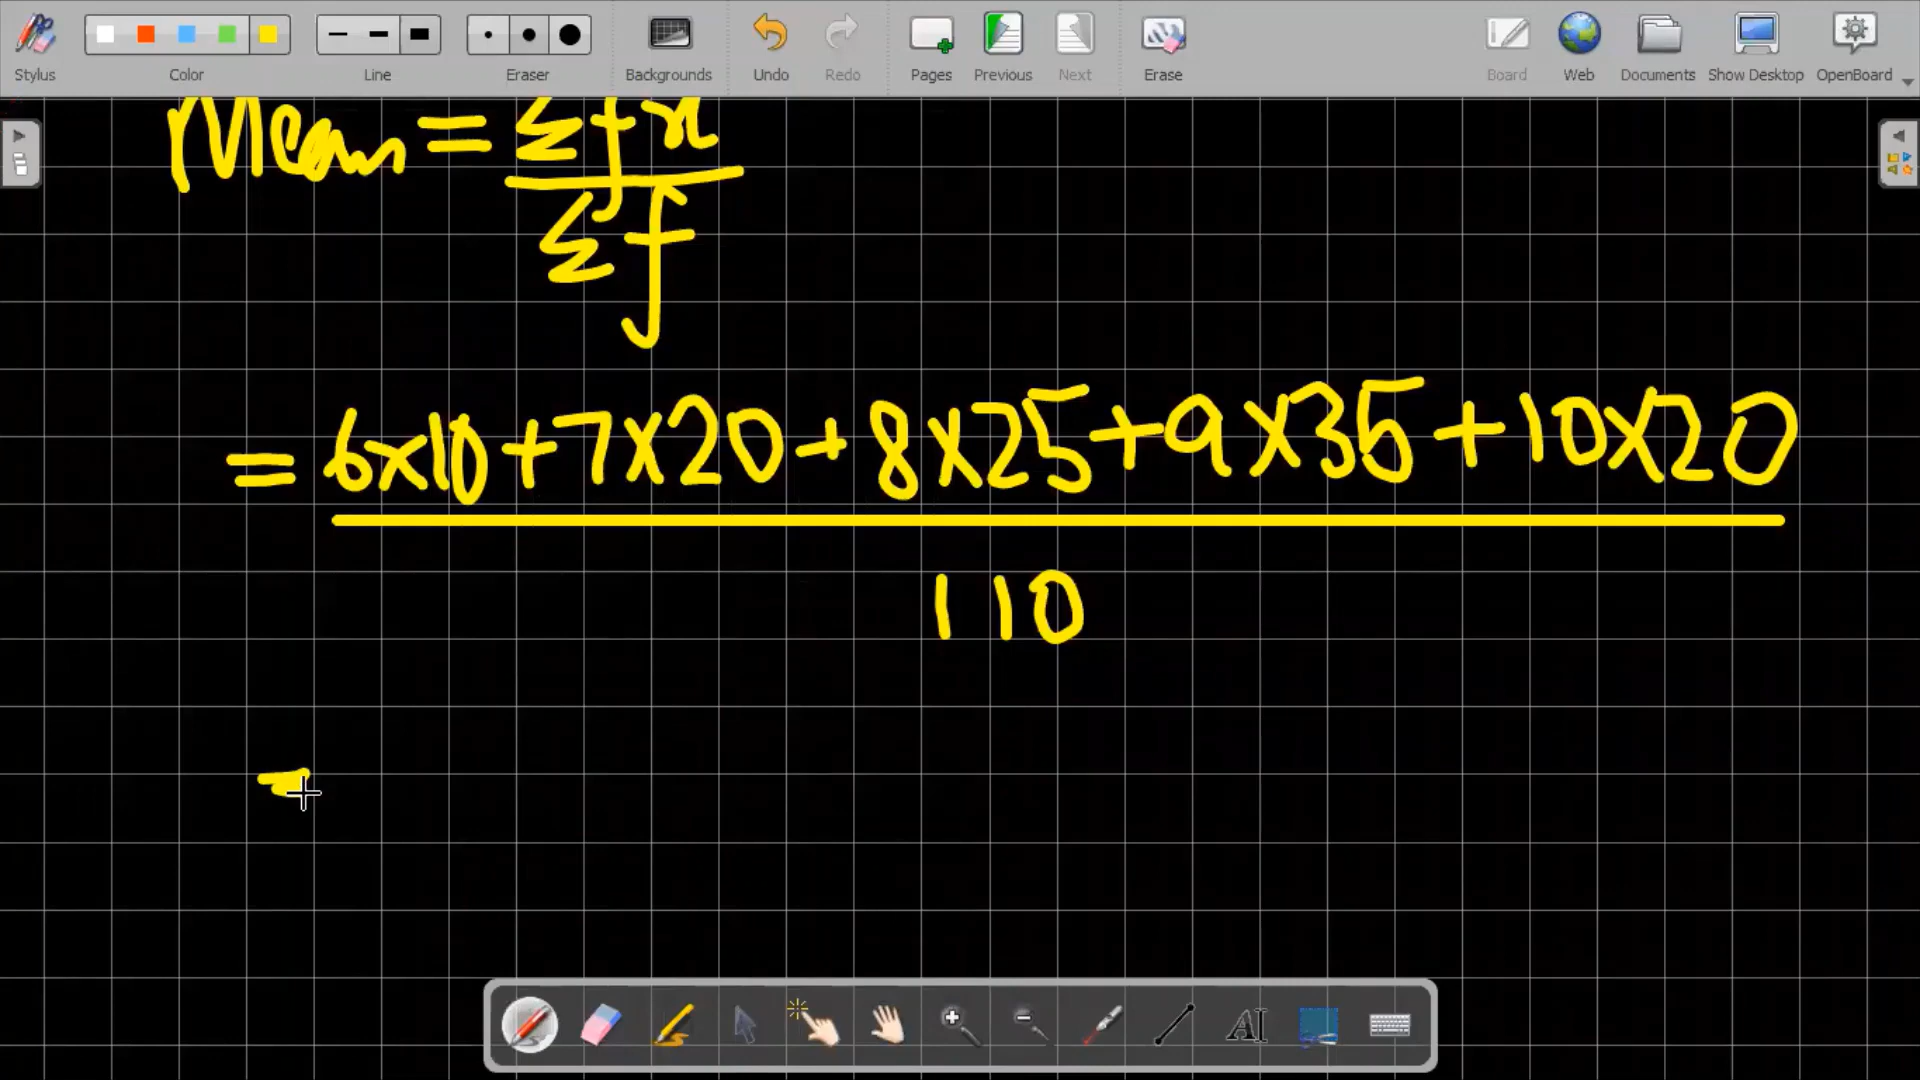 Stylus Color Line Eraser Backgrounds Undo Redo Pages Previous Next Erase Board Web Documents Show Desktop OpenBoard
Mean = Σfx
Σf
= 6x10+7x20+8x25+9x35+10x20
110
=